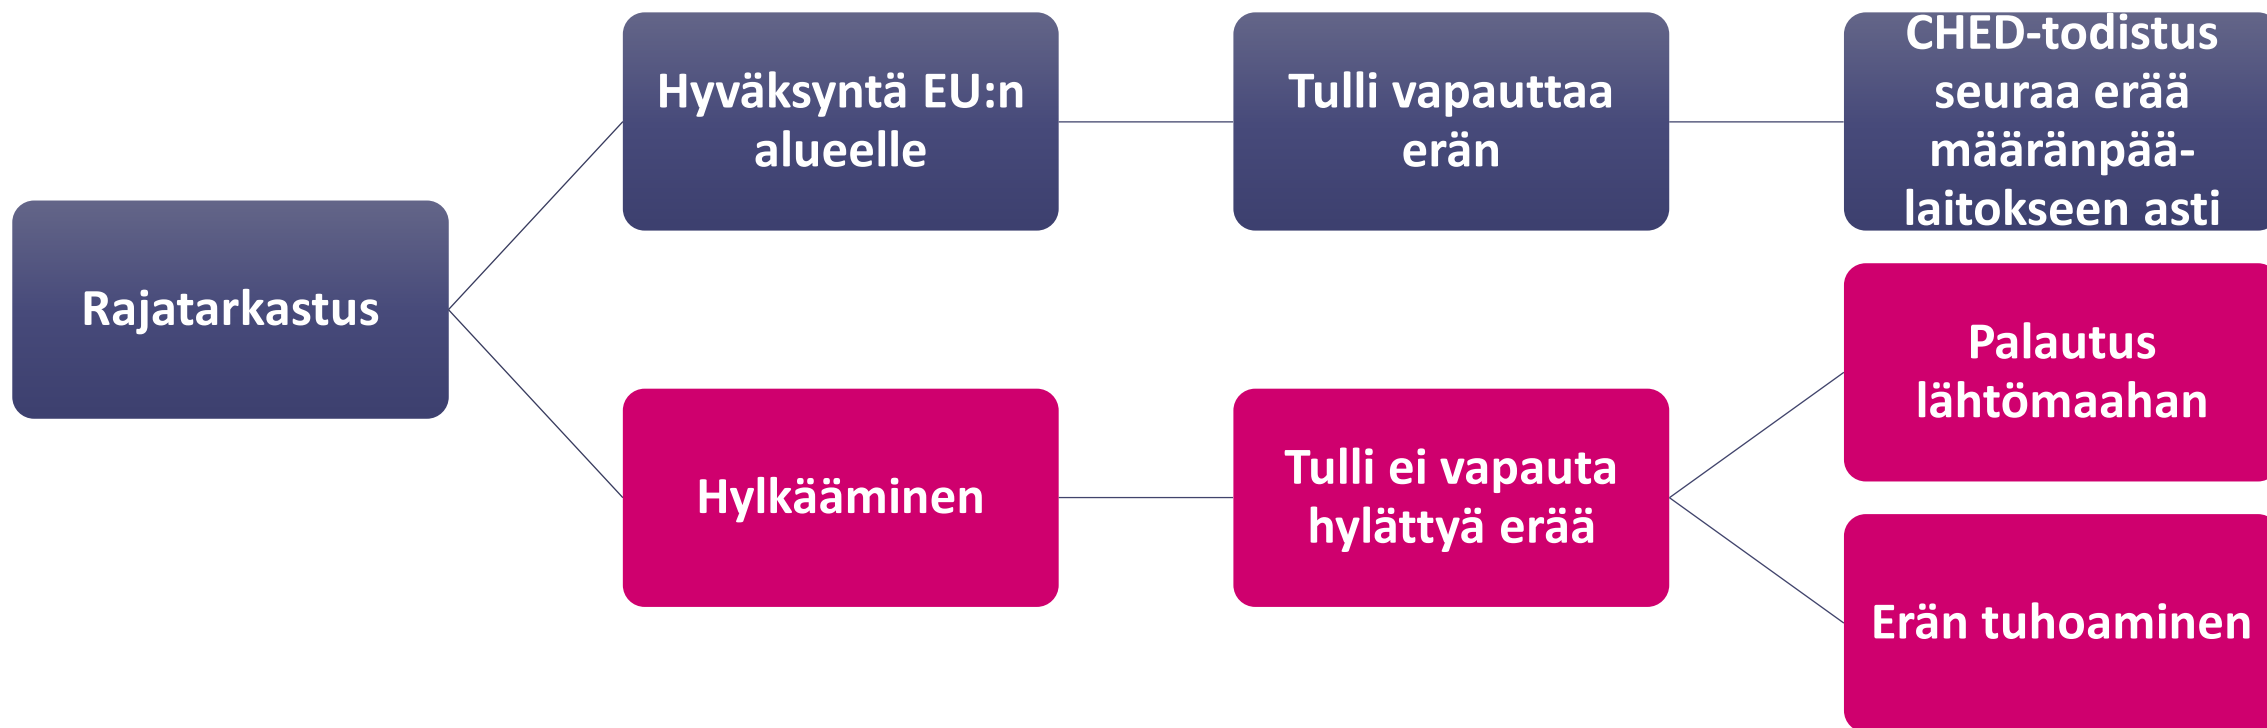 Rajatarkastus
Hyväksyntä EU:n
alueelle
Tulli vapauttaa
erän
CHED-todistus
seuraa erää
määränpää-
laitokseen asti
Hylkääminen
Tulli ei vapauta
hylättyä erää
Palautus
lähtömaahan
Erän tuhoaminen